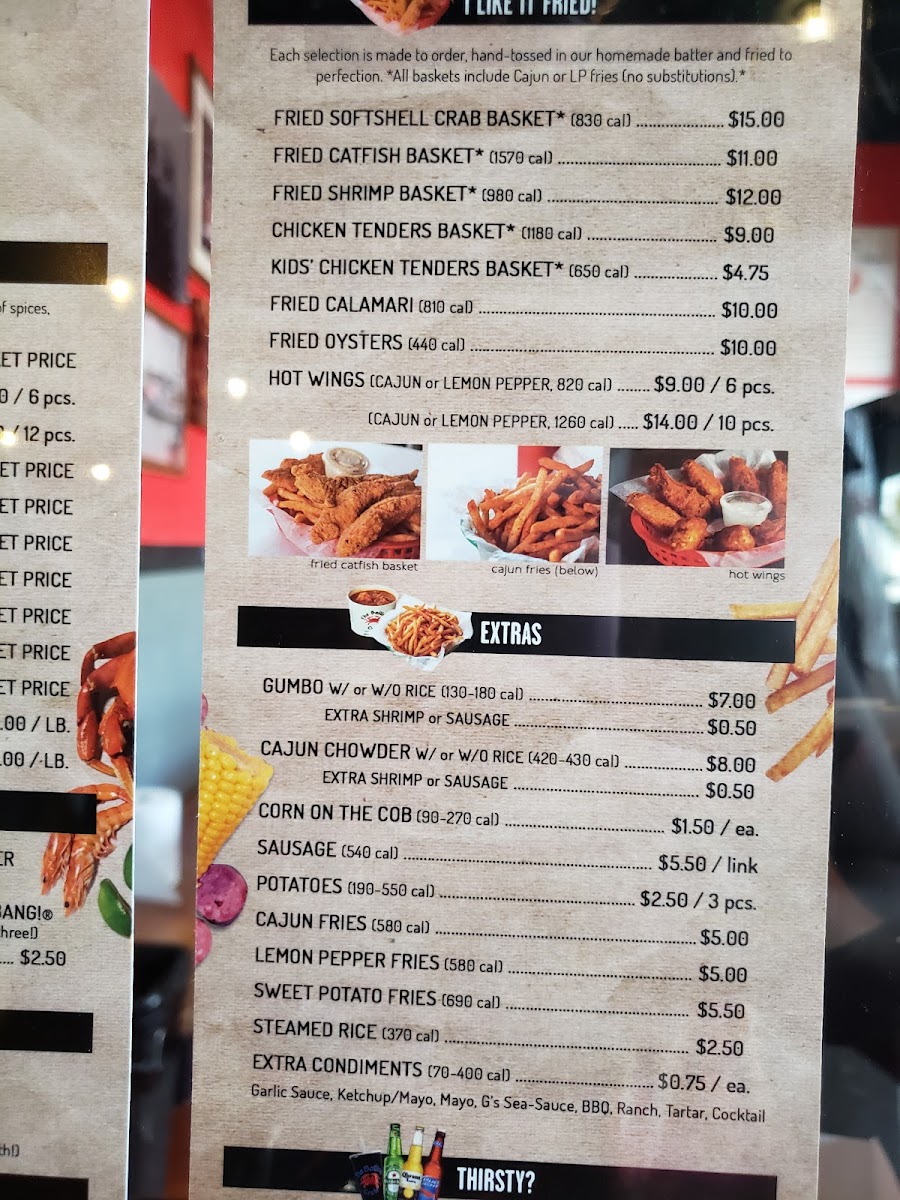 of spices,
ET PRICE
0 / 6 pcs.
/ 12 pcs.
ET PRICE
ET PRICE
ET PRICE
ET PRICE
ET PRICE
ET PRICE
ET PRICE
.00 / LB.
.00 / LB.
ER
BANG!®
three!)
.... $2.50
th!)
I LIKE IT FRIED!
Each selection is made to order, hand-tossed in our homemade batter and fried to
perfection. *All baskets include Cajun or LP fries (no substitutions).*
FRIED SOFTSHELL CRAB BASKET* (830 cal) ..................... $15.00
FRIED CATFISH BASKET* (1570 cal) ....................................... $11.00
FRIED SHRIMP BASKET* (980 cal) ......................................... $12.00
CHICKEN TENDERS BASKET* (1180 cal) ............................... $9.00
KIDS' CHICKEN TENDERS BASKET* (650 cal) .................... $4.75
FRIED CALAMARI (810 cal) ......................................................... $10.00
FRIED OYSTERS (440 cal) ........................................................... $10.00
HOT WINGS (CAJUN or LEMON PEPPER, 820 cal) ........ $9.00 / 6 pcs.
(CAJUN or LEMON PEPPER, 1260 cal) ..... $14.00 / 10 pcs.
fried catfish basket
cajun fries (below)
hot wings
EXTRAS
GUMBO W/ or W/O RICE (130-180 cal) .......................................... $7.00
EXTRA SHRIMP or SAUSAGE .............................................. $0.50
CAJUN CHOWDER W/ or W/O RICE (420-430 cal) ................... $8.00
EXTRA SHRIMP or SAUSAGE ............................................. $0.50
CORN ON THE COB (90-270 cal) ...................................... $1.50 / ea.
SAUSAGE (540 cal) ........................................................... $5.50 / link
POTATOES (190-550 cal) ............................................... $2.50 / 3 pcs.
CAJUN FRIES (580 cal) ............................................................... $5.00
LEMON PEPPER FRIES (580 cal) ............................................ $5.00
SWEET POTATO FRIES (690 cal) ............................................. $5.50
STEAMED RICE (370 cal) ........................................................... $2.50
EXTRA CONDIMENTS (70-400 cal) ................................. $0.75 / ea.
Garlic Sauce, Ketchup/Mayo, Mayo, G's Sea-Sauce, BBQ, Ranch, Tartar, Cocktail
THIRSTY?